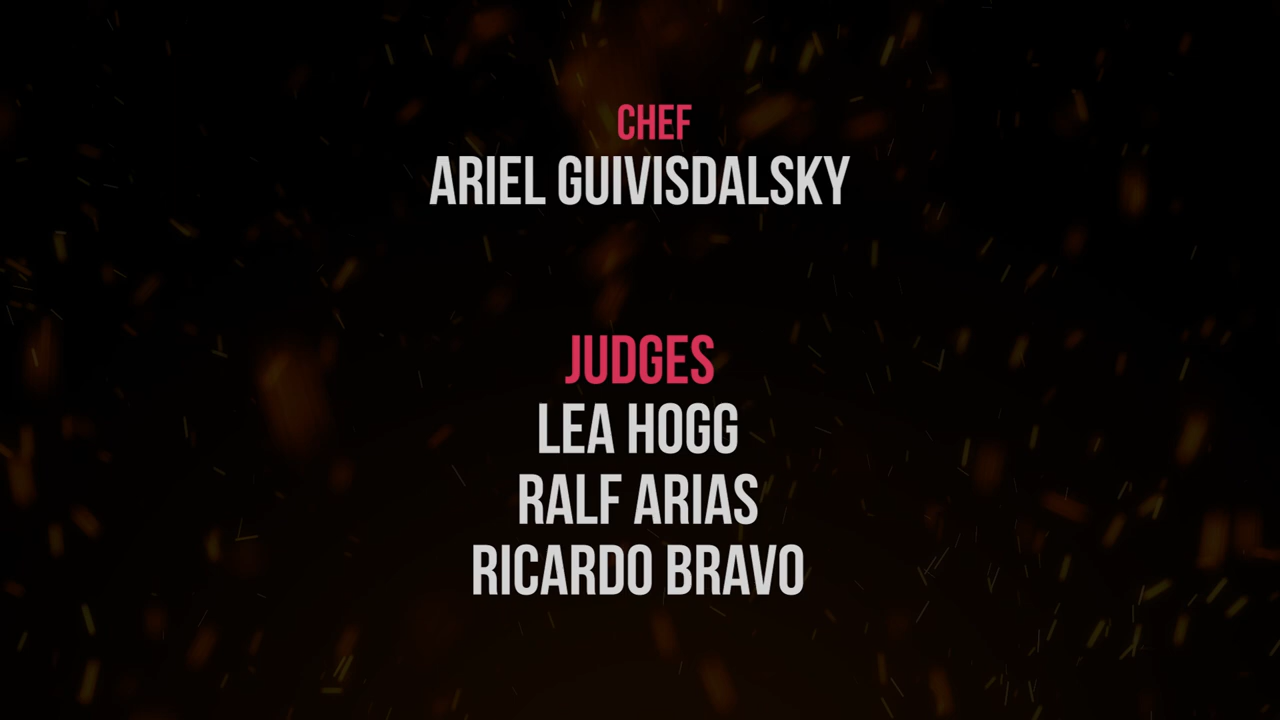 CHEF
ARIEL GUIVISDALSKY
JUDGES
LEA HOGG
RALF ARIAS
RICARDO BRAVO